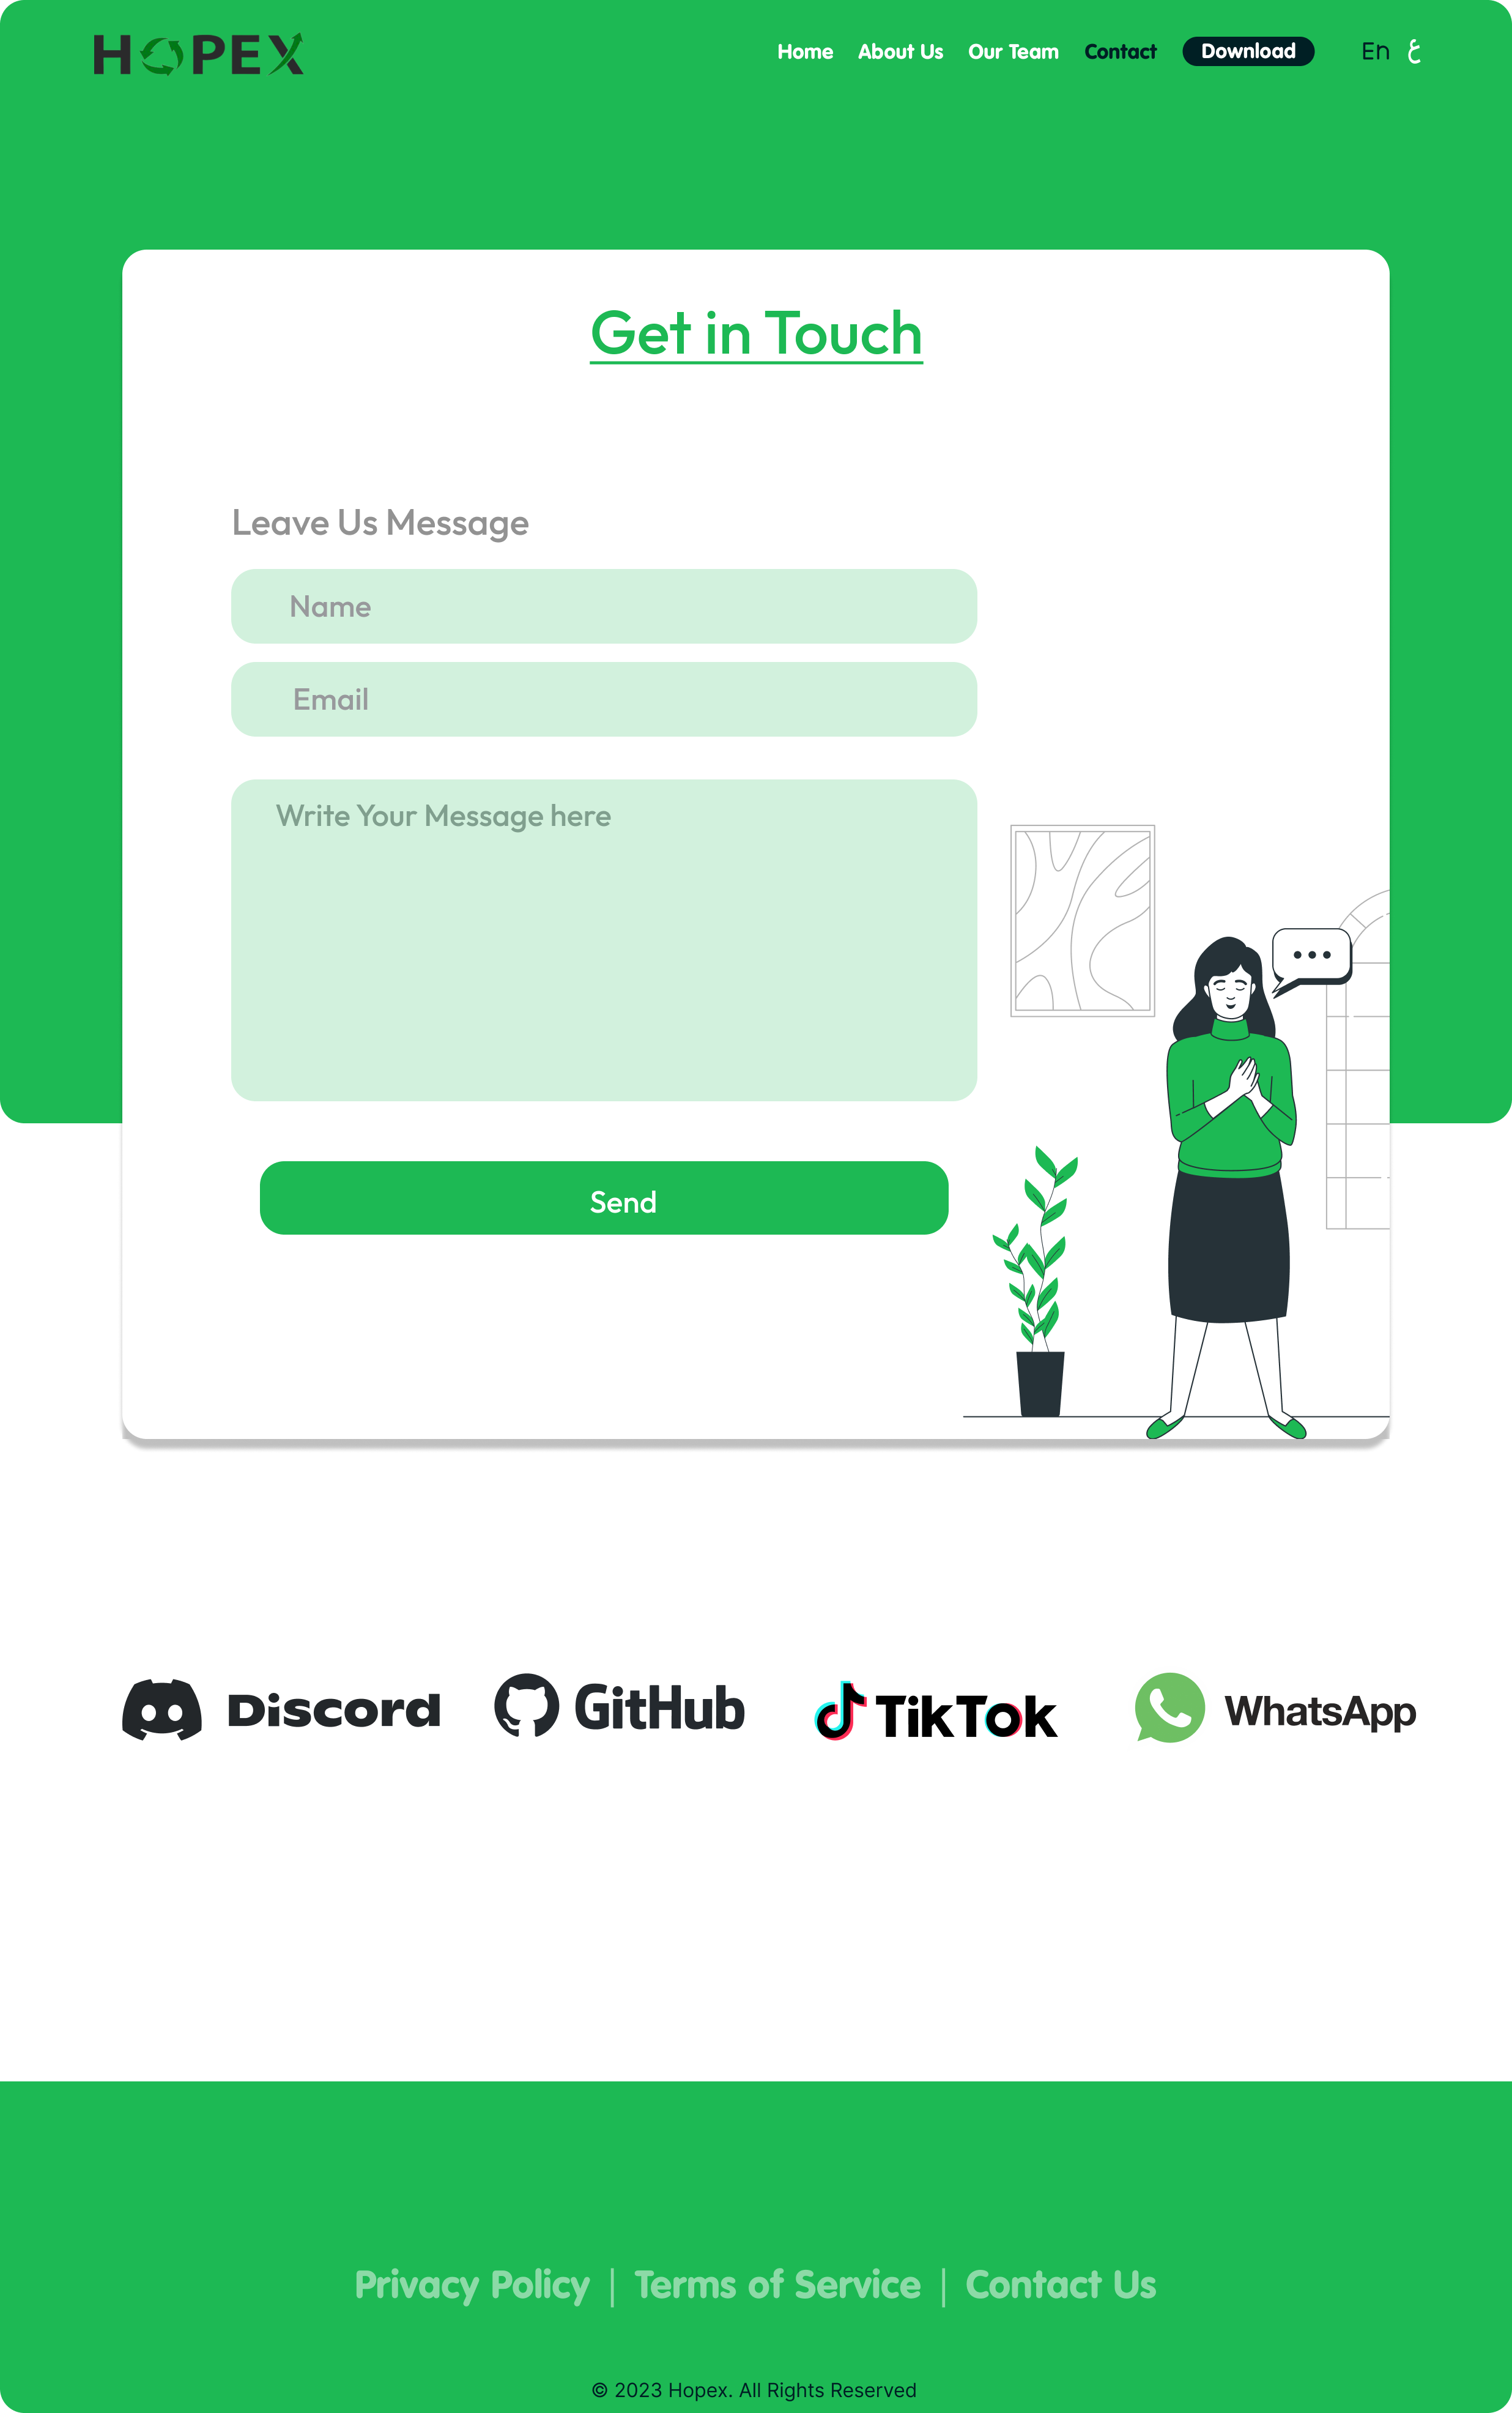 HOPEX
Home About Us Our Team Contact Download En ع
Get in Touch
Leave Us Message
Name
Email
Write Your Message here
Send
Discord GitHub TikTok WhatsApp
Privacy Policy | Terms of Service | Contact Us
© 2023 Hopex. All Rights Reserved